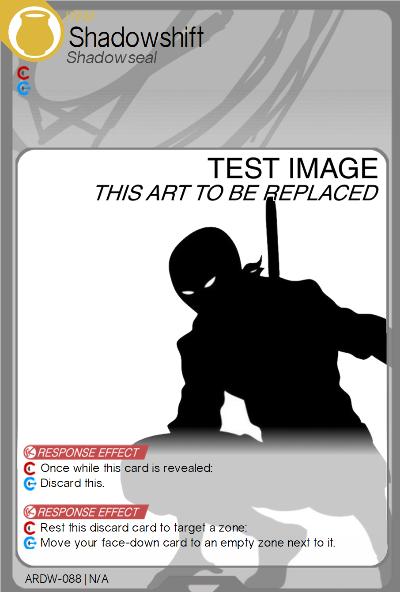 Shadowshift
Shadowseal
TEST IMAGE
THIS ART TO BE REPLACED
RESPONSE EFFECT
Once while this card is revealed:
Discard this.
RESPONSE EFFECT
Rest this discard card to target a zone:
Move your face-down card to an empty zone next to it.
ARDW-088 | N/A